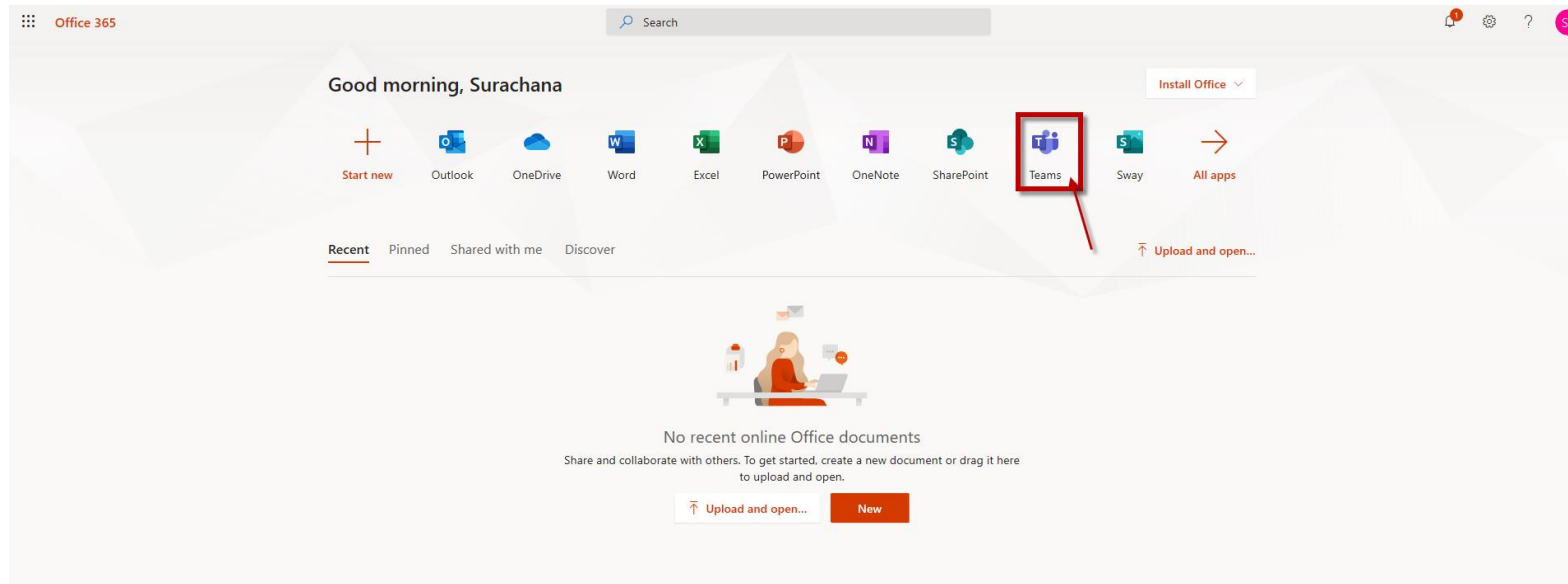 Office 365
Search
1
S
Good morning, Surachana
Install Office
Start new
Outlook
OneDrive
Word
Excel
PowerPoint
OneNote
SharePoint
Teams
Sway
All apps
Recent Pinned Shared with me Discover
Upload and open...
No recent online Office documents
Share and collaborate with others. To get started, create a new document or drag it here
to upload and open.
Upload and open...
New